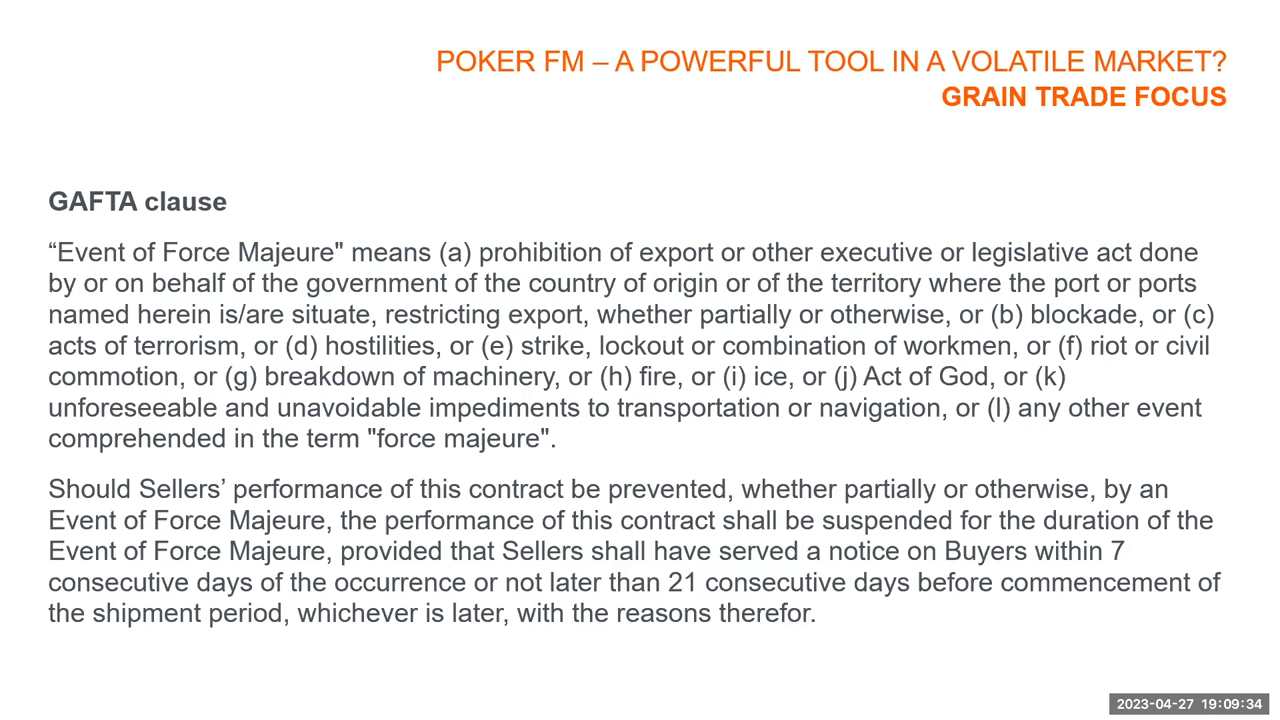 POKER FM – A POWERFUL TOOL IN A VOLATILE MARKET?
GRAIN TRADE FOCUS
GAFTA clause
“Event of Force Majeure" means (a) prohibition of export or other executive or legislative act done
by or on behalf of the government of the country of origin or of the territory where the port or ports
named herein is/are situate, restricting export, whether partially or otherwise, or (b) blockade, or (c)
acts of terrorism, or (d) hostilities, or (e) strike, lockout or combination of workmen, or (f) riot or civil
commotion, or (g) breakdown of machinery, or (h) fire, or (i) ice, or (j) Act of God, or (k)
unforeseeable and unavoidable impediments to transportation or navigation, or (l) any other event
comprehended in the term "force majeure".
Should Sellers’ performance of this contract be prevented, whether partially or otherwise, by an
Event of Force Majeure, the performance of this contract shall be suspended for the duration of the
Event of Force Majeure, provided that Sellers shall have served a notice on Buyers within 7
consecutive days of the occurrence or not later than 21 consecutive days before commencement of
the shipment period, whichever is later, with the reasons therefor.
2023-04-27 19:09:34